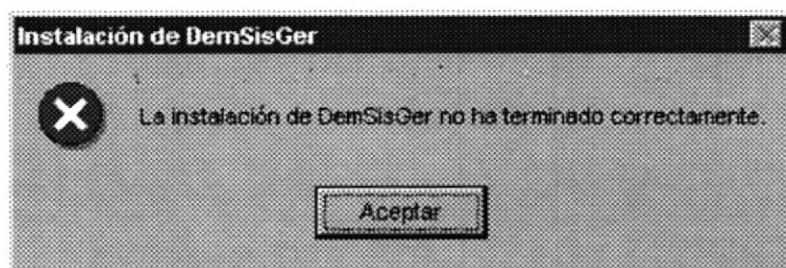 Instalación de DemSisGer
La instalación de DemSisGer no ha terminado correctamente.
Aceptar